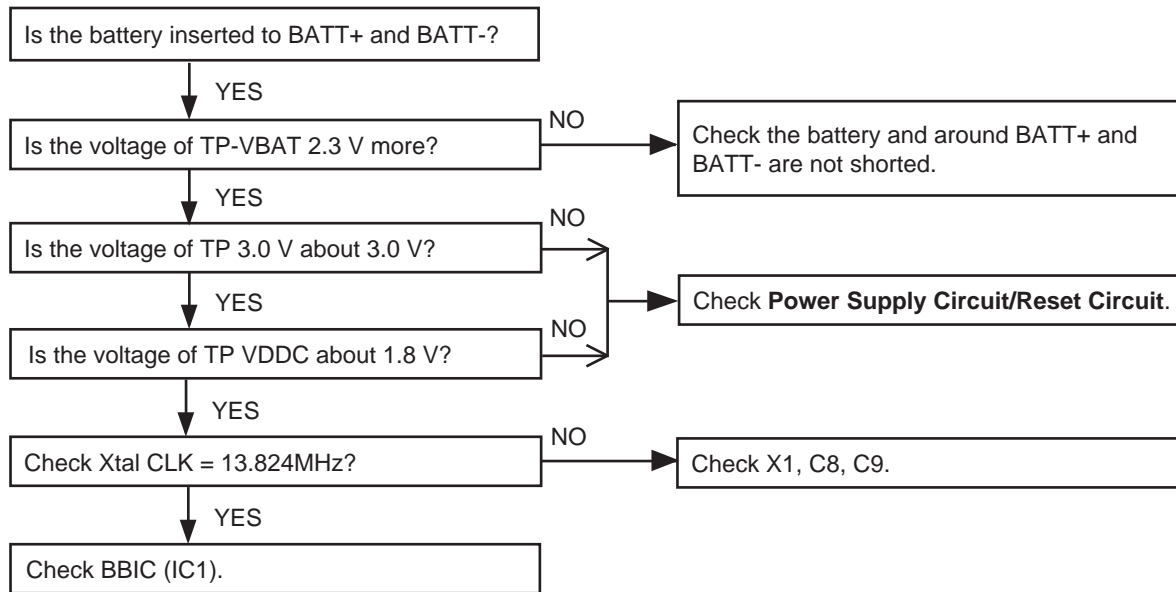 Is the battery inserted to BATT+ and BATT-?
YES
Is the voltage of TP-VBAT 2.3 V more?
NO
Check the battery and around BATT+ and
BATT- are not shorted.
YES
Is the voltage of TP 3.0 V about 3.0 V?
NO
YES
Check Power Supply Circuit/Reset Circuit.
NO
Is the voltage of TP VDDC about 1.8 V?
YES
Check Xtal CLK = 13.824MHz?
NO
Check X1, C8, C9.
YES
Check BBIC (IC1).